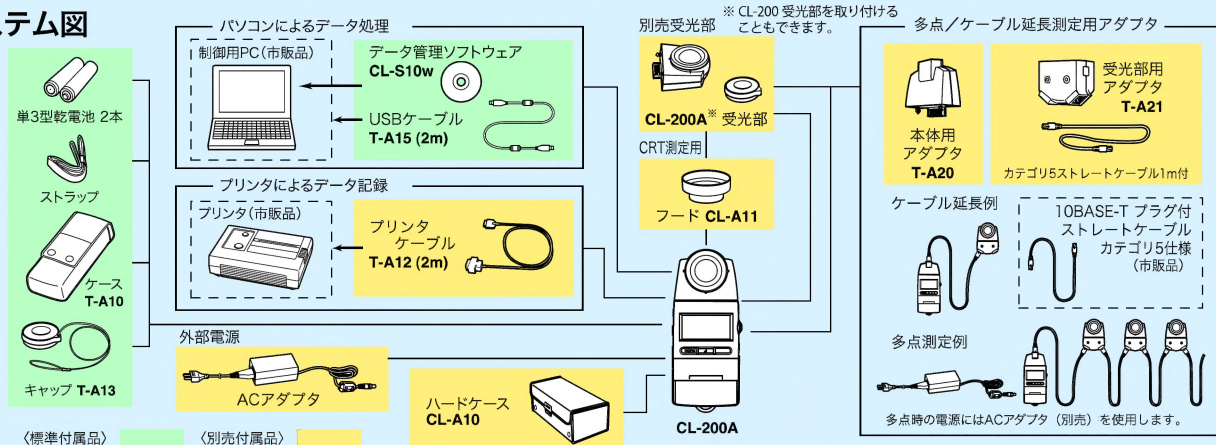 ステム図
単3型乾電池 2本
ストラップ
ケース
T-A10
キャップ T-A13
パソコンによるデータ処理
制御用PC（市販品）
データ管理ソフトウェア
CL-S10w
USBケーブル
T-A15 (2m)
プリンタによるデータ記録
プリンタ（市販品）
プリンタ
ケーブル
T-A12 (2m)
外部電源
ACアダプタ
ハードケース
CL-A10
別売受光部
※ CL-200 受光部を取り付ける
こともできます。
CL-200A※ 受光部
CRT測定用
フード CL-A11
CL-200A
多点／ケーブル延長測定用アダプタ
本体用
アダプタ
T-A20
受光部用
アダプタ
T-A21
カテゴリ5ストレートケーブル1m付
ケーブル延長例
10BASE-T プラグ付
ストレートケーブル
カテゴリ5仕様
（市販品）
多点測定例
多点時の電源にはACアダプタ（別売）を使用します。
〈標準付属品〉
〈別売付属品〉